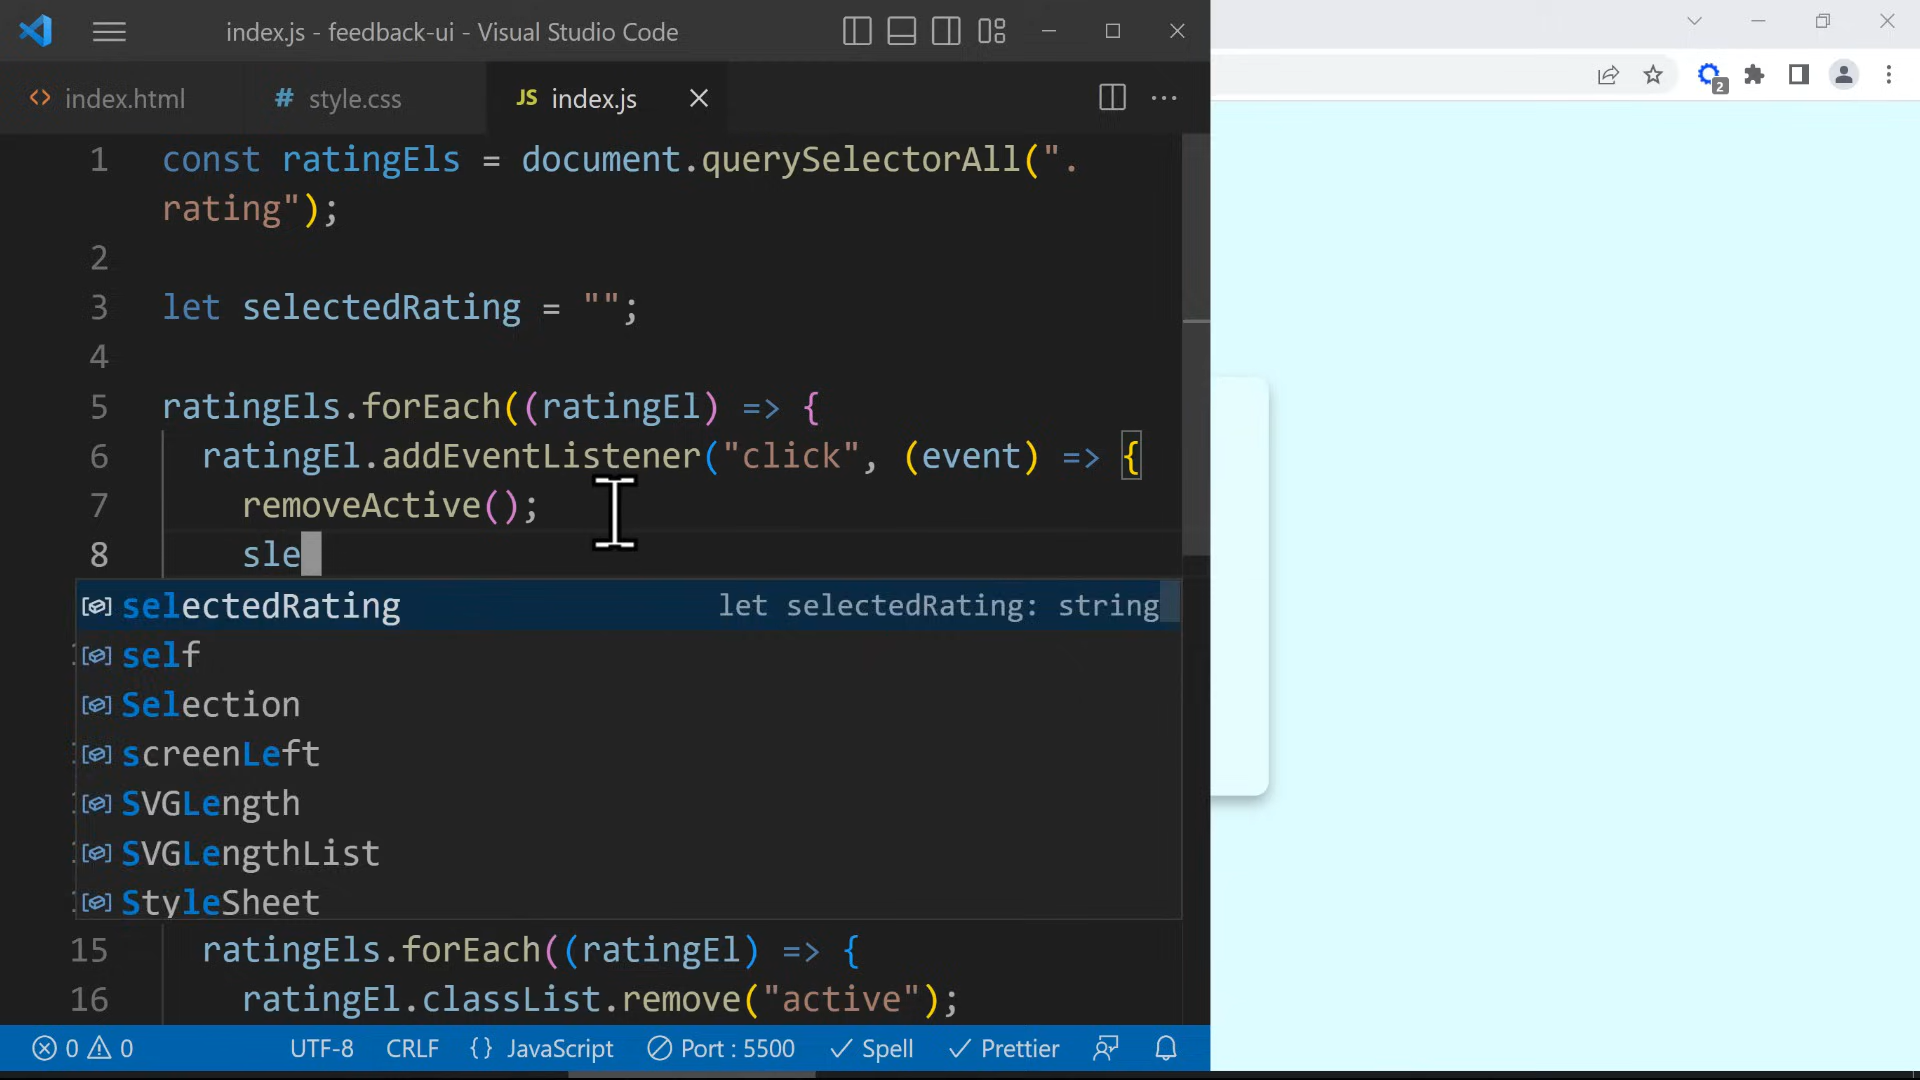 index.js - feedback-ui - Visual Studio Code
index.html
# style.css
JS index.js
2
1 const ratingEls = document.querySelectorAll(".
rating");
2
3 let selectedRating = "";
4
5 ratingEls.forEach((ratingEl) => {
6 ratingEl.addEventListener("click", (event) => {
7 removeActive();
8 sle
selectedRating let selectedRating: string
self
Selection
screenLeft
SVGLength
SVGLengthList
StyleSheet
15 ratingEls.forEach((ratingEl) => {
16 ratingEl.classList.remove("active");
0 0 UTF-8 CRLF {} JavaScript Port : 5500 Spell Prettier